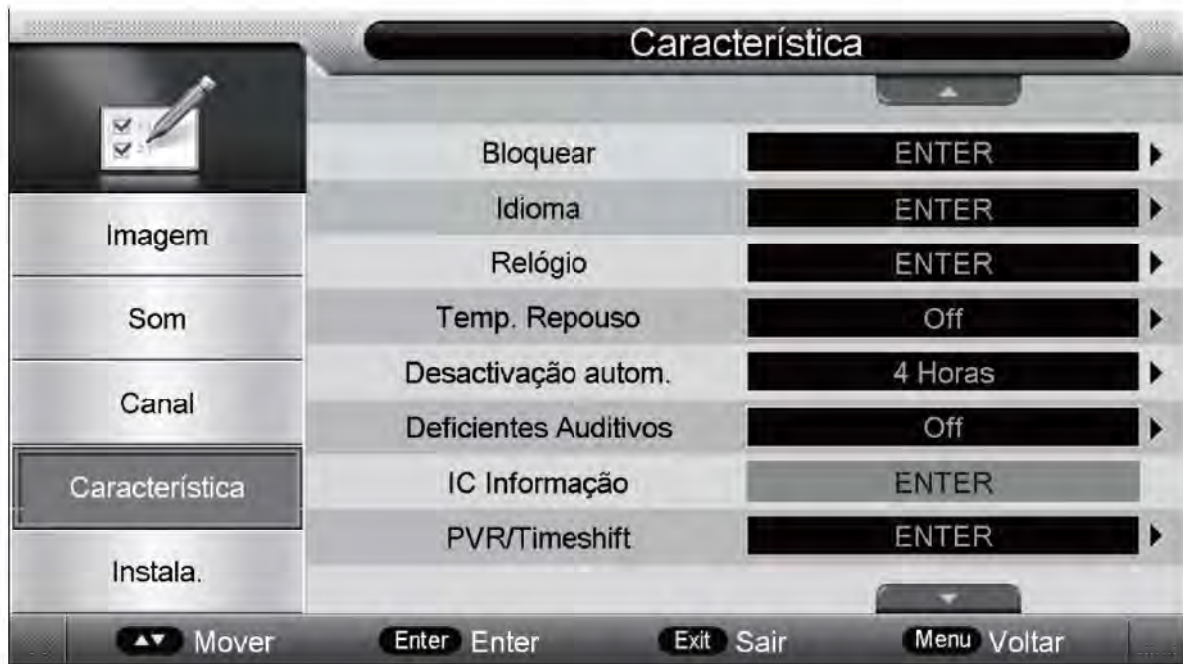 Característica
Imagem
Som
Canal
Característica
Instala.
Bloquear ENTER
Idioma ENTER
Relógio ENTER
Temp. Repouso Off
Desactivação autom. 4 Horas
Deficientes Auditivos Off
IC Informação ENTER
PVR/Timeshift ENTER
Mover Enter Enter Exit Sair Menu Voltar